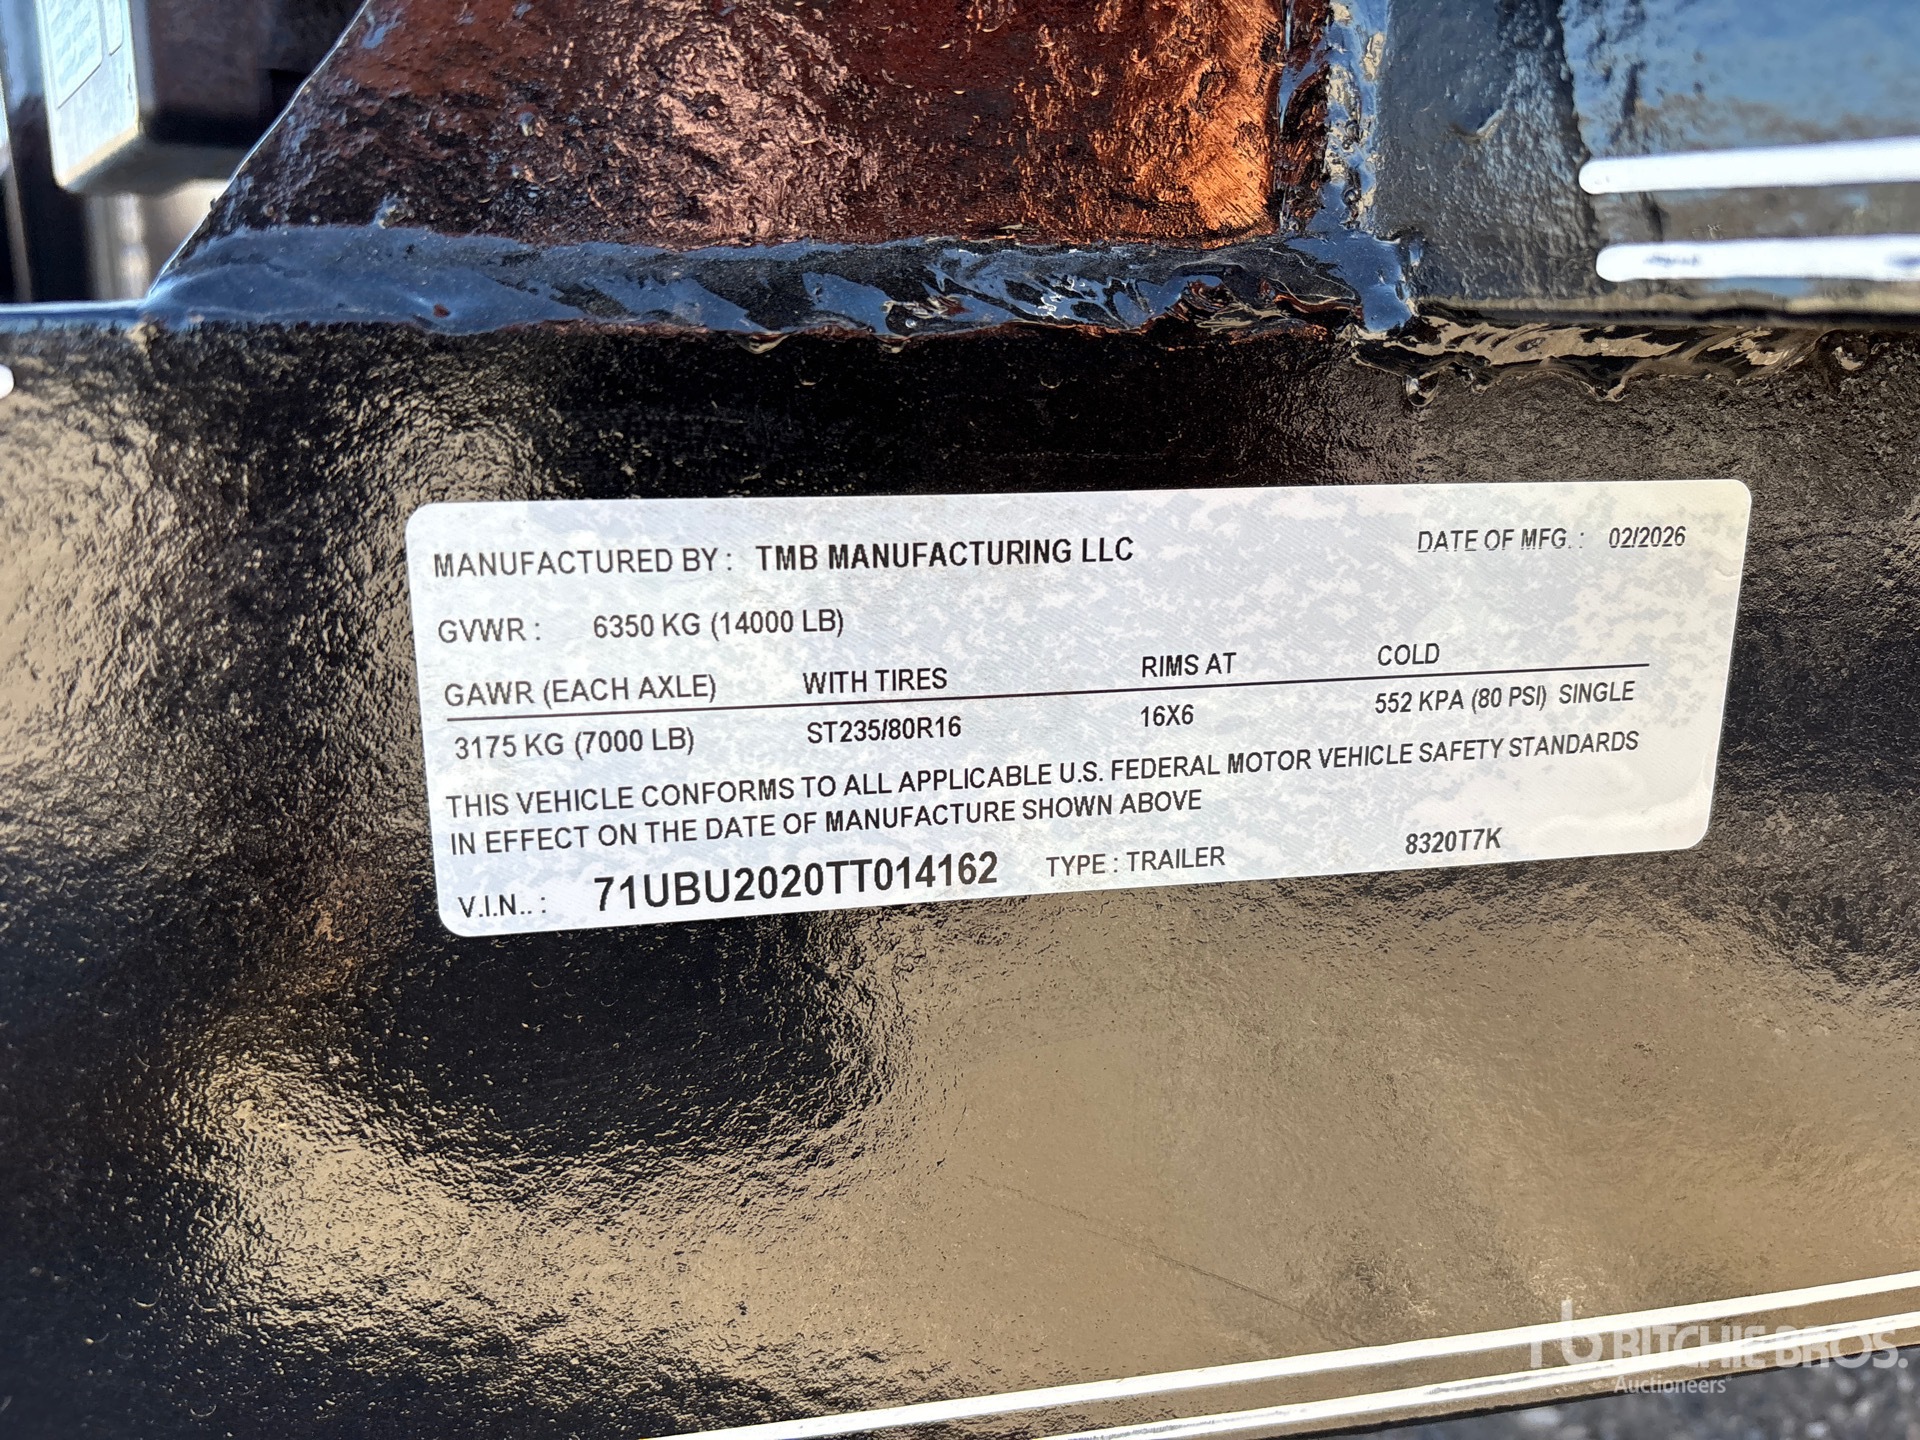 MANUFACTURED BY : TMB MANUFACTURING LLC DATE OF MFG. : 02/2026
GVWR : 6350 KG (14000 LB)
GAWR (EACH AXLE) WITH TIRES RIMS AT COLD
3175 KG (7000 LB) ST235/80R16 16X6 552 KPA (80 PSI) SINGLE
THIS VEHICLE CONFORMS TO ALL APPLICABLE U.S. FEDERAL MOTOR VEHICLE SAFETY STANDARDS
IN EFFECT ON THE DATE OF MANUFACTURE SHOWN ABOVE
V.I.N.. : 71UBU2020TT014162 TYPE : TRAILER 8320T7K
RITCHIE BROS.
Auctioneers